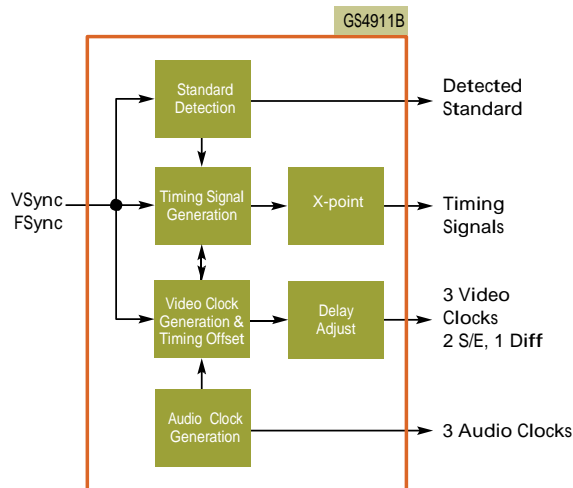 GS4911B
Standard
Detection
Detected
Standard
VSync
FSync
Timing Signal
Generation
X-point
Timing
Signals
Video Clock
Generation &
Timing Offset
Delay
Adjust
3 Video
Clocks
2 S/E, 1 Diff
Audio Clock
Generation
3 Audio Clocks